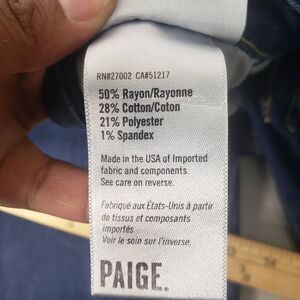 RN#27002 CA#51217
50% Rayon/Rayonne
28% Cotton/Coton
21% Polyester
1% Spandex
Made in the USA of Imported
fabric and components.
See care on reverse.
Fabriqué aux États-Unis à partir
de tissus et composants
importés
Voir le soin sur l'inverse.
PAIGE.